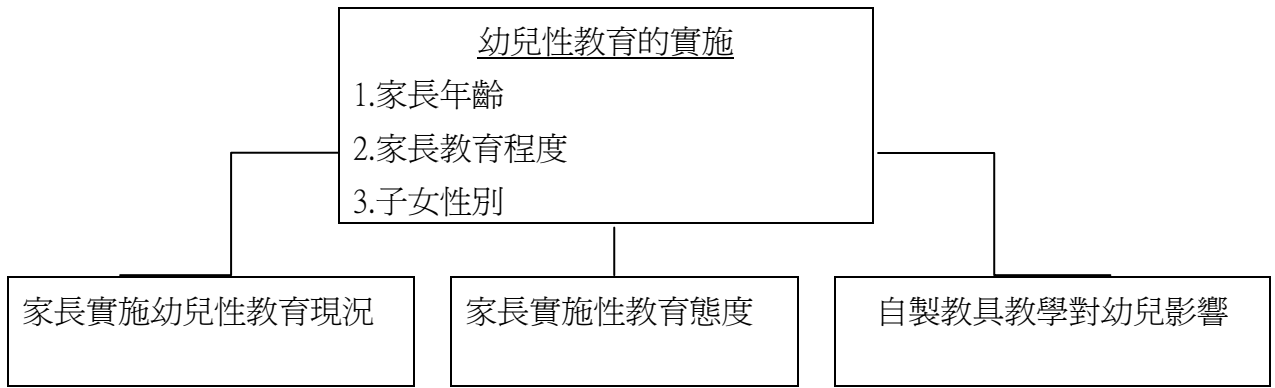 幼兒性教育的實施
1.家長年齡
2.家長教育程度
3.子女性別
家長實施幼兒性教育現況
家長實施性教育態度
自製教具教學對幼兒影響